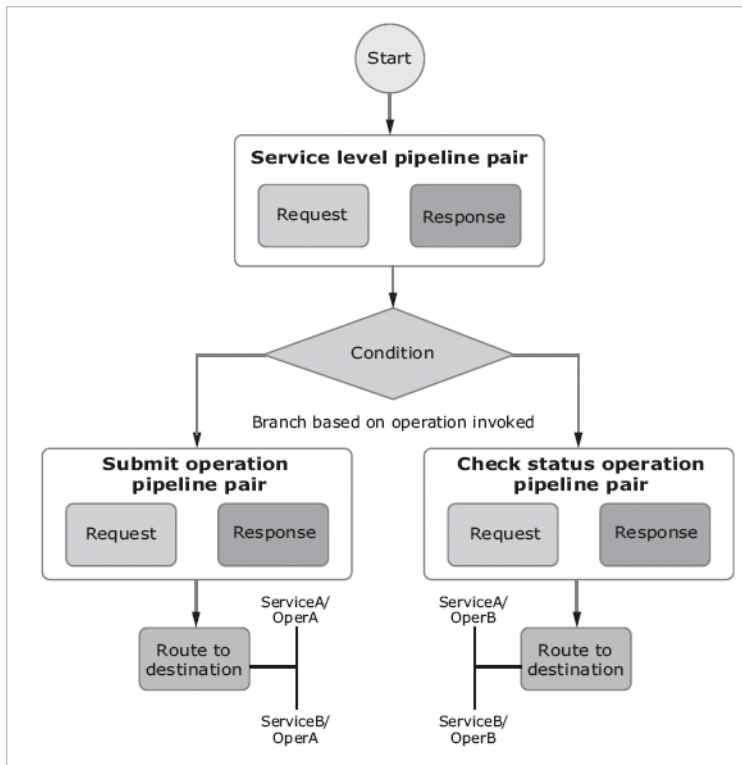 Start
Service level pipeline pair
Request
Response
Condition
Branch based on operation invoked
Submit operation
pipeline pair
Request
Response
Check status operation
pipeline pair
Request
Response
Route to
destination
ServiceA/
OperA
ServiceB/
OperA
ServiceA/
OperB
ServiceB/
OperB
Route to
destination